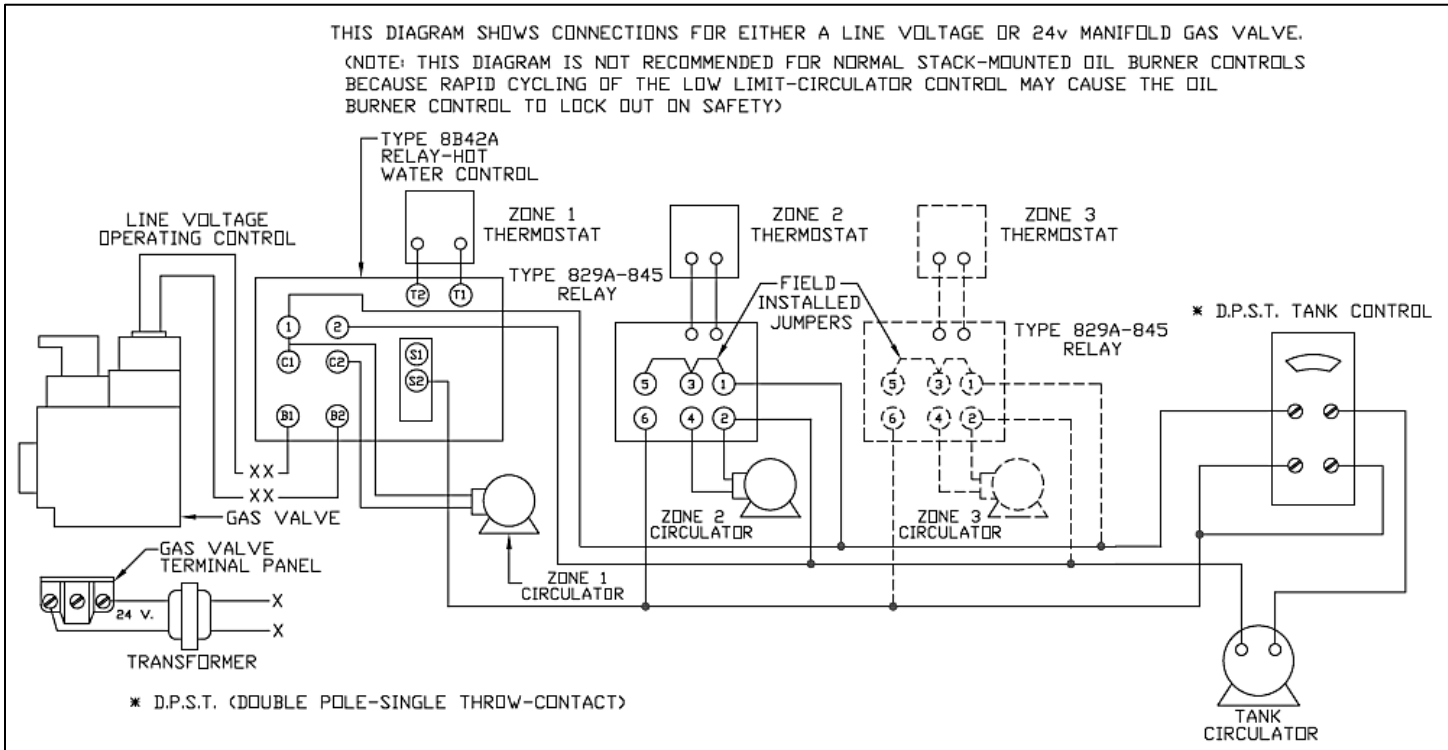 THIS DIAGRAM SHOWS CONNECTIONS FOR EITHER A LINE VOLTAGE OR 24v MANIFOLD GAS VALVE.
(NOTE: THIS DIAGRAM IS NOT RECOMMENDED FOR NORMAL STACK-MOUNTED OIL BURNER CONTROLS
BECAUSE RAPID CYCLING OF THE LOW LIMIT-CIRCULATOR CONTROL MAY CAUSE THE OIL
BURNER CONTROL TO LOCK OUT ON SAFETY)
TYPE 8B42A
RELAY-HOT
WATER CONTROL
LINE VOLTAGE
OPERATING CONTROL
ZONE 1
THERMOSTAT
ZONE 2
THERMOSTAT
ZONE 3
THERMOSTAT
TYPE 829A-845
RELAY
FIELD
INSTALLED
JUMPERS
TYPE 829A-845
RELAY
* D.P.S.T. TANK CONTROL
T2 T1
1 2
C1 C2
S1
S2
B1 B2
5 3 1
6 4 2
5 3 1
6 4 2
XX
XX
GAS VALVE
ZONE 2
CIRCULATOR
ZONE 3
CIRCULATOR
GAS VALVE
TERMINAL PANEL
ZONE 1
CIRCULATOR
24 V.
X
X
TRANSFORMER
* D.P.S.T. (DOUBLE POLE-SINGLE THROW-CONTACT)
TANK
CIRCULATOR